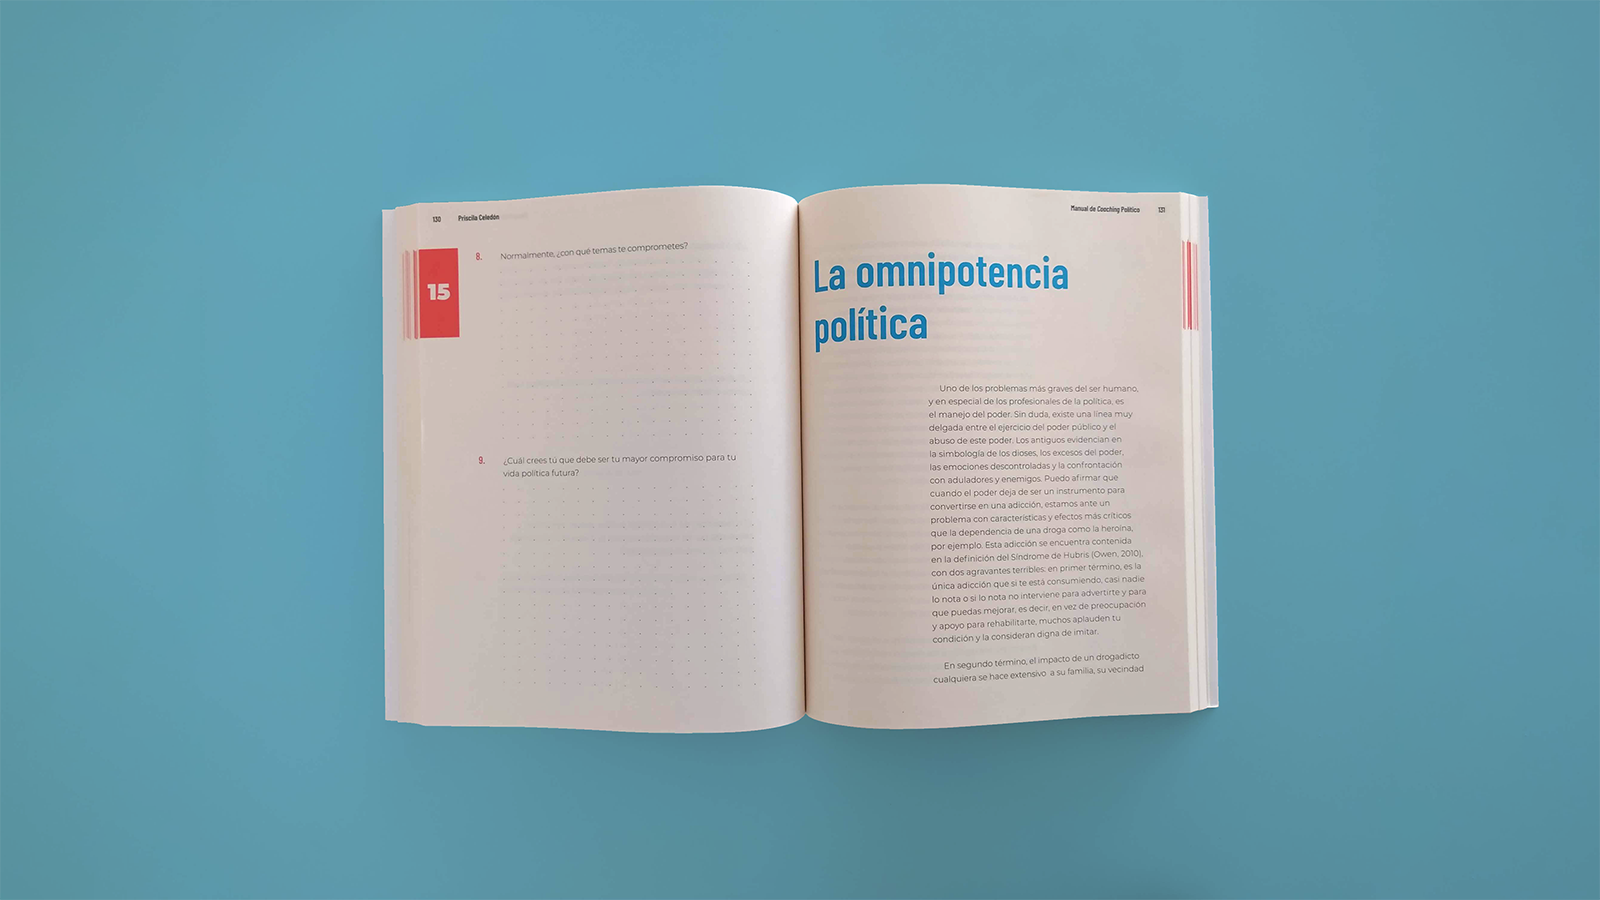 130 Priscila Celedón
15
8. Normalmente, ¿con qué temas te comprometes?
9. ¿Cuál crees tú que debe ser tu mayor compromiso para tu
vida política futura?
Manual de Coaching Político 131
La omnipotencia
política
Uno de los problemas más graves del ser humano,
y en especial de los profesionales de la política, es
el manejo del poder. Sin duda, existe una línea muy
delgada entre el ejercicio del poder público y el
abuso de este poder. Los antiguos evidencian en
la simbología de los dioses, los excesos del poder,
las emociones descontroladas y la confrontación
con aduladores y enemigos. Puedo afirmar que
cuando el poder deja de ser un instrumento para
convertirse en una adicción, estamos ante un
problema con características y efectos más críticos
que la dependencia de una droga como la heroína,
por ejemplo. Esta adicción se encuentra contenida
en la definición del Síndrome de Hubris (Owen, 2010),
con dos agravantes terribles: en primer término, es la
única adicción que si te está consumiendo, casi nadie
lo nota o si lo nota no interviene para advertirte y para
que puedas mejorar, es decir, en vez de preocupación
y apoyo para rehabilitarte, muchos aplauden tu
condición y la consideran digna de imitar.
En segundo término, el impacto de un drogadicto
cualquiera se hace extensivo a su familia, su vecindad